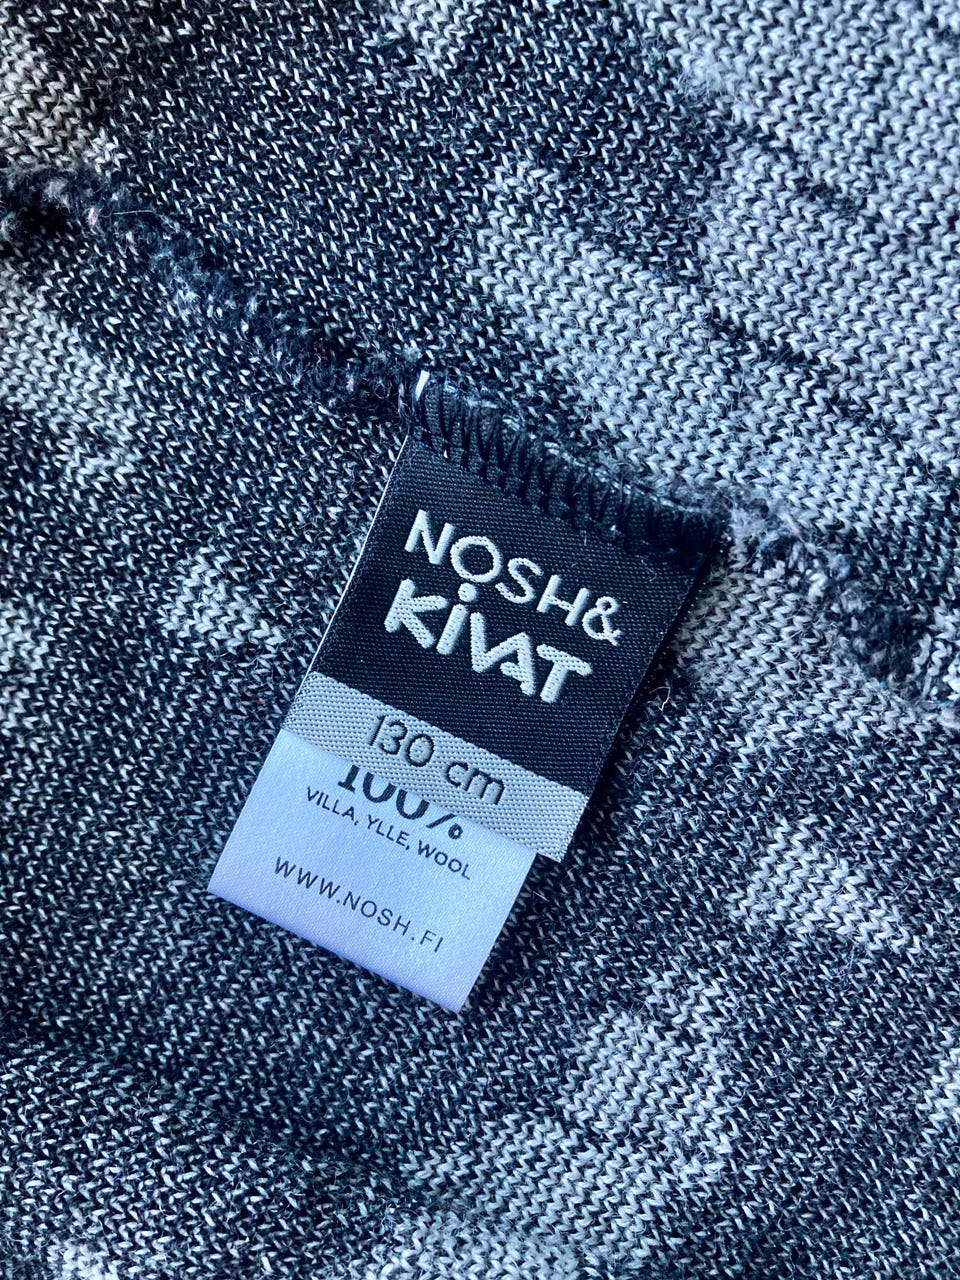 NOSH&
KIVAT
130 cm
100%
VILLA, YLLE, WOOL
WWW.NOSH.FI